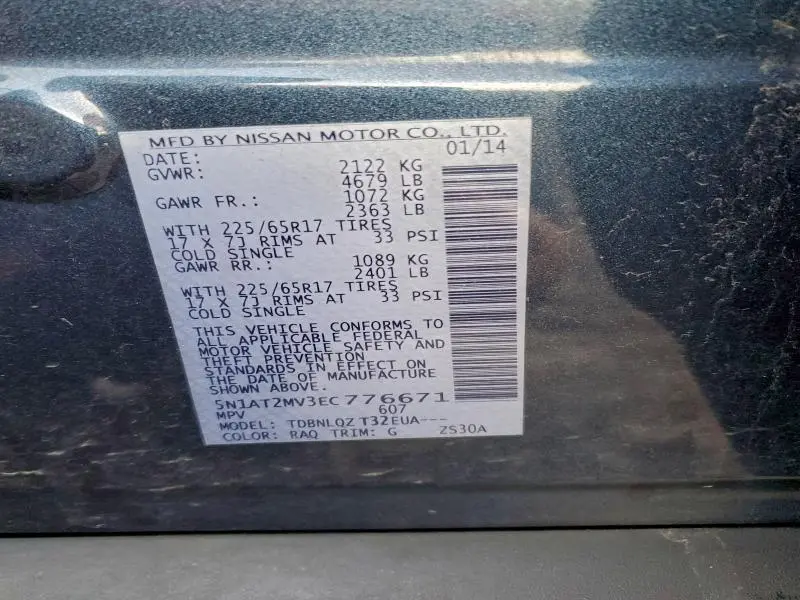 MFD BY NISSAN MOTOR CO., LTD.
DATE: 01/14
GVWR: 2122 KG
4679 LB
GAWR FR.: 1072 KG
2363 LB
WITH 225/65R17 TIRES
17 X 7J RIMS AT 33 PSI
COLD SINGLE
GAWR RR.: 1089 KG
2401 LB
WITH 225/65R17 TIRES
17 X 7J RIMS AT 33 PSI
COLD SINGLE
THIS VEHICLE CONFORMS TO
ALL APPLICABLE FEDERAL
MOTOR VEHICLE SAFETY AND
THEFT PREVENTION
STANDARDS IN EFFECT ON
THE DATE OF MANUFACTURE
SHOWN ABOVE.
5N1AT2MV3EC776671
MPV 607
MODEL: TDBNLQZ T32EUA---
COLOR: RAQ TRIM: G ZS30A